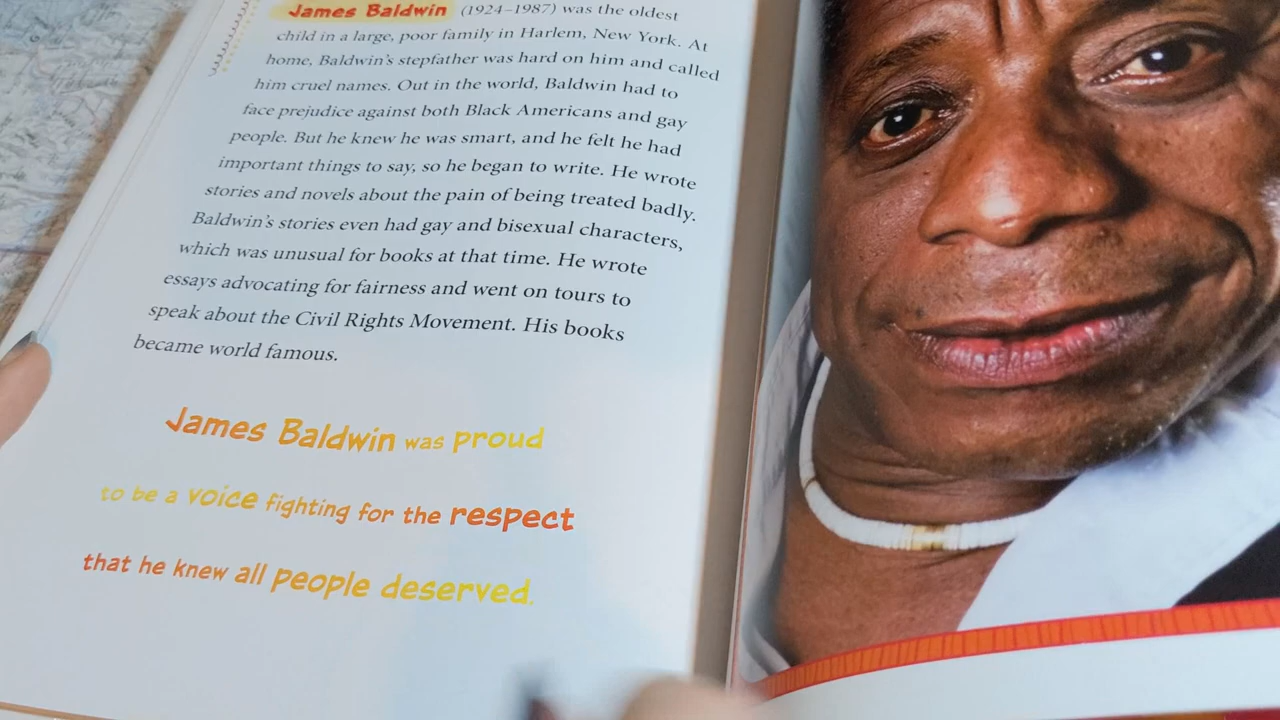 James Baldwin (1924–1987) was the oldest
child in a large, poor family in Harlem, New York. At
home, Baldwin's stepfather was hard on him and called
him cruel names. Out in the world, Baldwin had to
face prejudice against both Black Americans and gay
people. But he knew he was smart, and he felt he had
important things to say, so he began to write. He wrote
stories and novels about the pain of being treated badly.
Baldwin's stories even had gay and bisexual characters,
which was unusual for books at that time. He wrote
essays advocating for fairness and went on tours to
speak about the Civil Rights Movement. His books
became world famous.
James Baldwin was proud
to be a voice fighting for the respect
that he knew all people deserved.